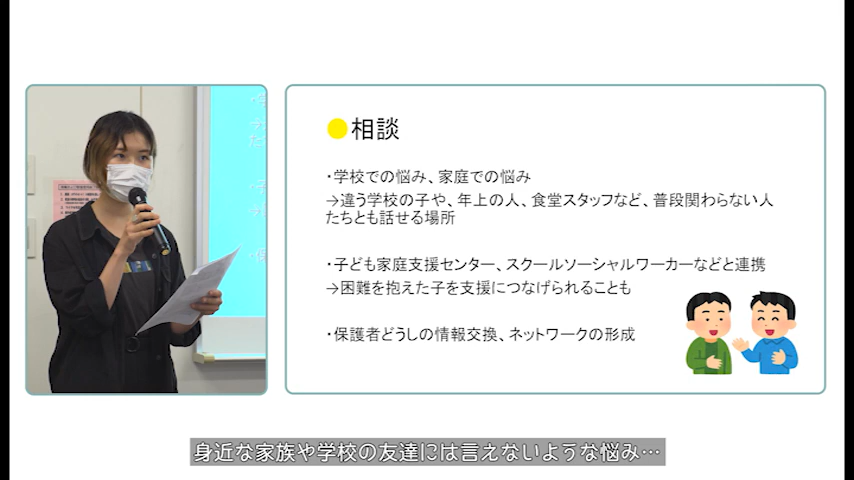 ●相談
・学校での悩み、家庭での悩み
→違う学校の子や、年上の人、食堂スタッフなど、普段関わらない人
たちとも話せる場所
・子ども家庭支援センター、スクールソーシャルワーカーなどと連携
→困難を抱えた子を支援につなげられることも
・保護者どうしの情報交換、ネットワークの形成
身近な家族や学校の友達には言えないような悩み…